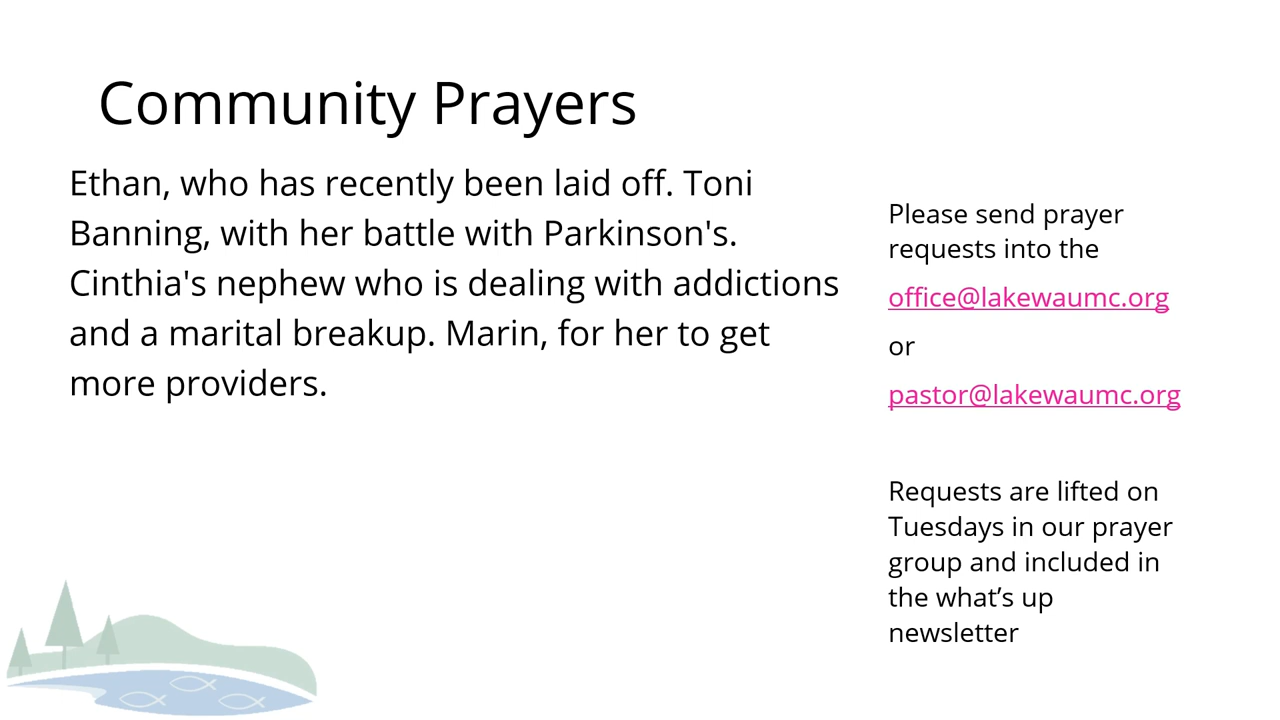 Community Prayers
Ethan, who has recently been laid off. Toni
Banning, with her battle with Parkinson's.
Cinthia's nephew who is dealing with addictions
and a marital breakup. Marin, for her to get
more providers.
Please send prayer
requests into the
office@lakewaumc.org
or
pastor@lakewaumc.org
Requests are lifted on
Tuesdays in our prayer
group and included in
the what’s up
newsletter